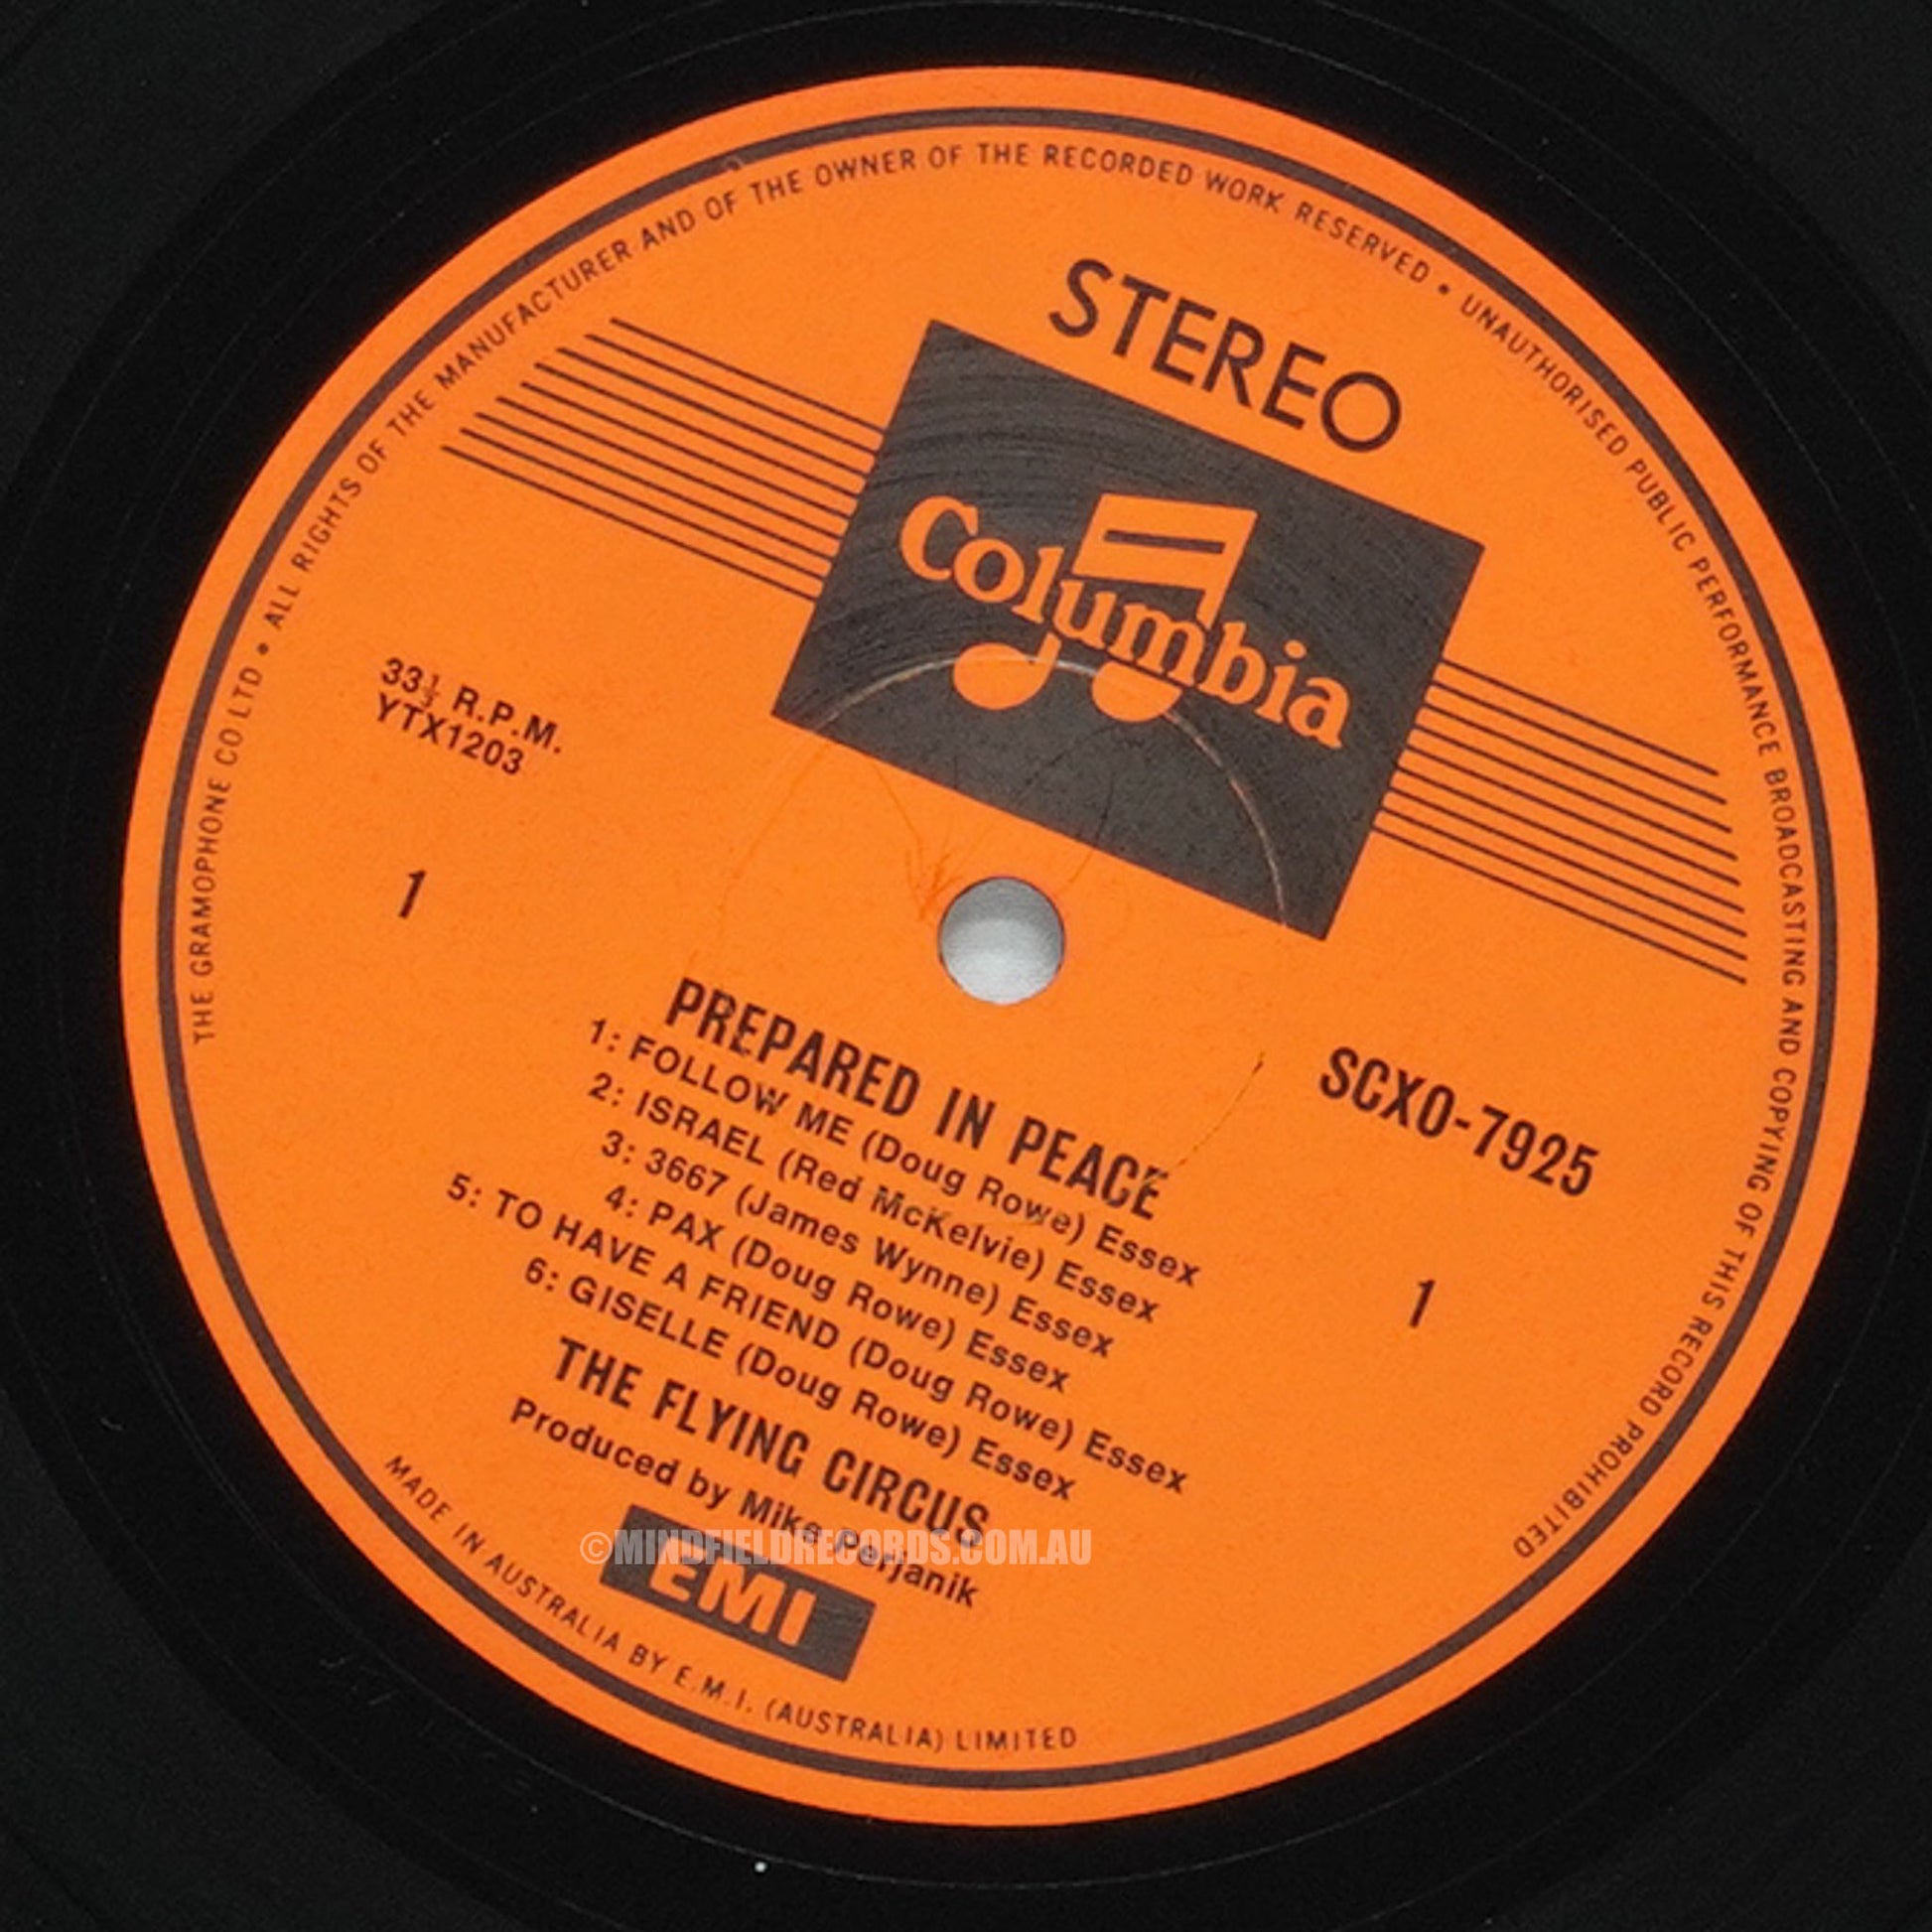 THE GRAMOPHONE CO. LTD • ALL RIGHTS OF THE MANUFACTURER AND OF THE OWNER OF THE RECORDED WORK RESERVED • UNAUTHORISED PUBLIC PERFORMANCE BROADCASTING AND COPYING OF THIS RECORD PROHIBITED
STEREO
Columbia
33⅓ R.P.M.
YTX1203
1
SCXO-7925
1
PREPARED IN PEACE
1: FOLLOW ME (Doug Rowe) Essex
2: ISRAEL (Red McKelvie) Essex
3: 3667 (James Wynne) Essex
4: PAX (Doug Rowe) Essex
5: TO HAVE A FRIEND (Doug Rowe) Essex
6: GISELLE (Doug Rowe) Essex
THE FLYING CIRCUS
Produced by Mike Perjanik
©MINDFIELDRECORDS.COM.AU
EMI
MADE IN AUSTRALIA BY E.M.I. (AUSTRALIA) LIMITED